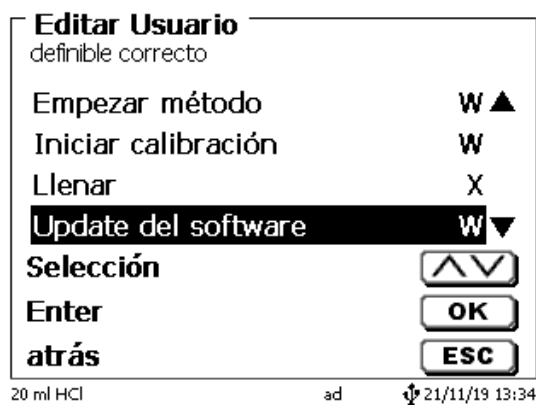 Editar Usuario
definible correcto
Empezar método W
Iniciar calibración W
Llenar X
Update del software W
Selección
Enter OK
atrás ESC
20 ml HCl ad 21/11/19 13:34